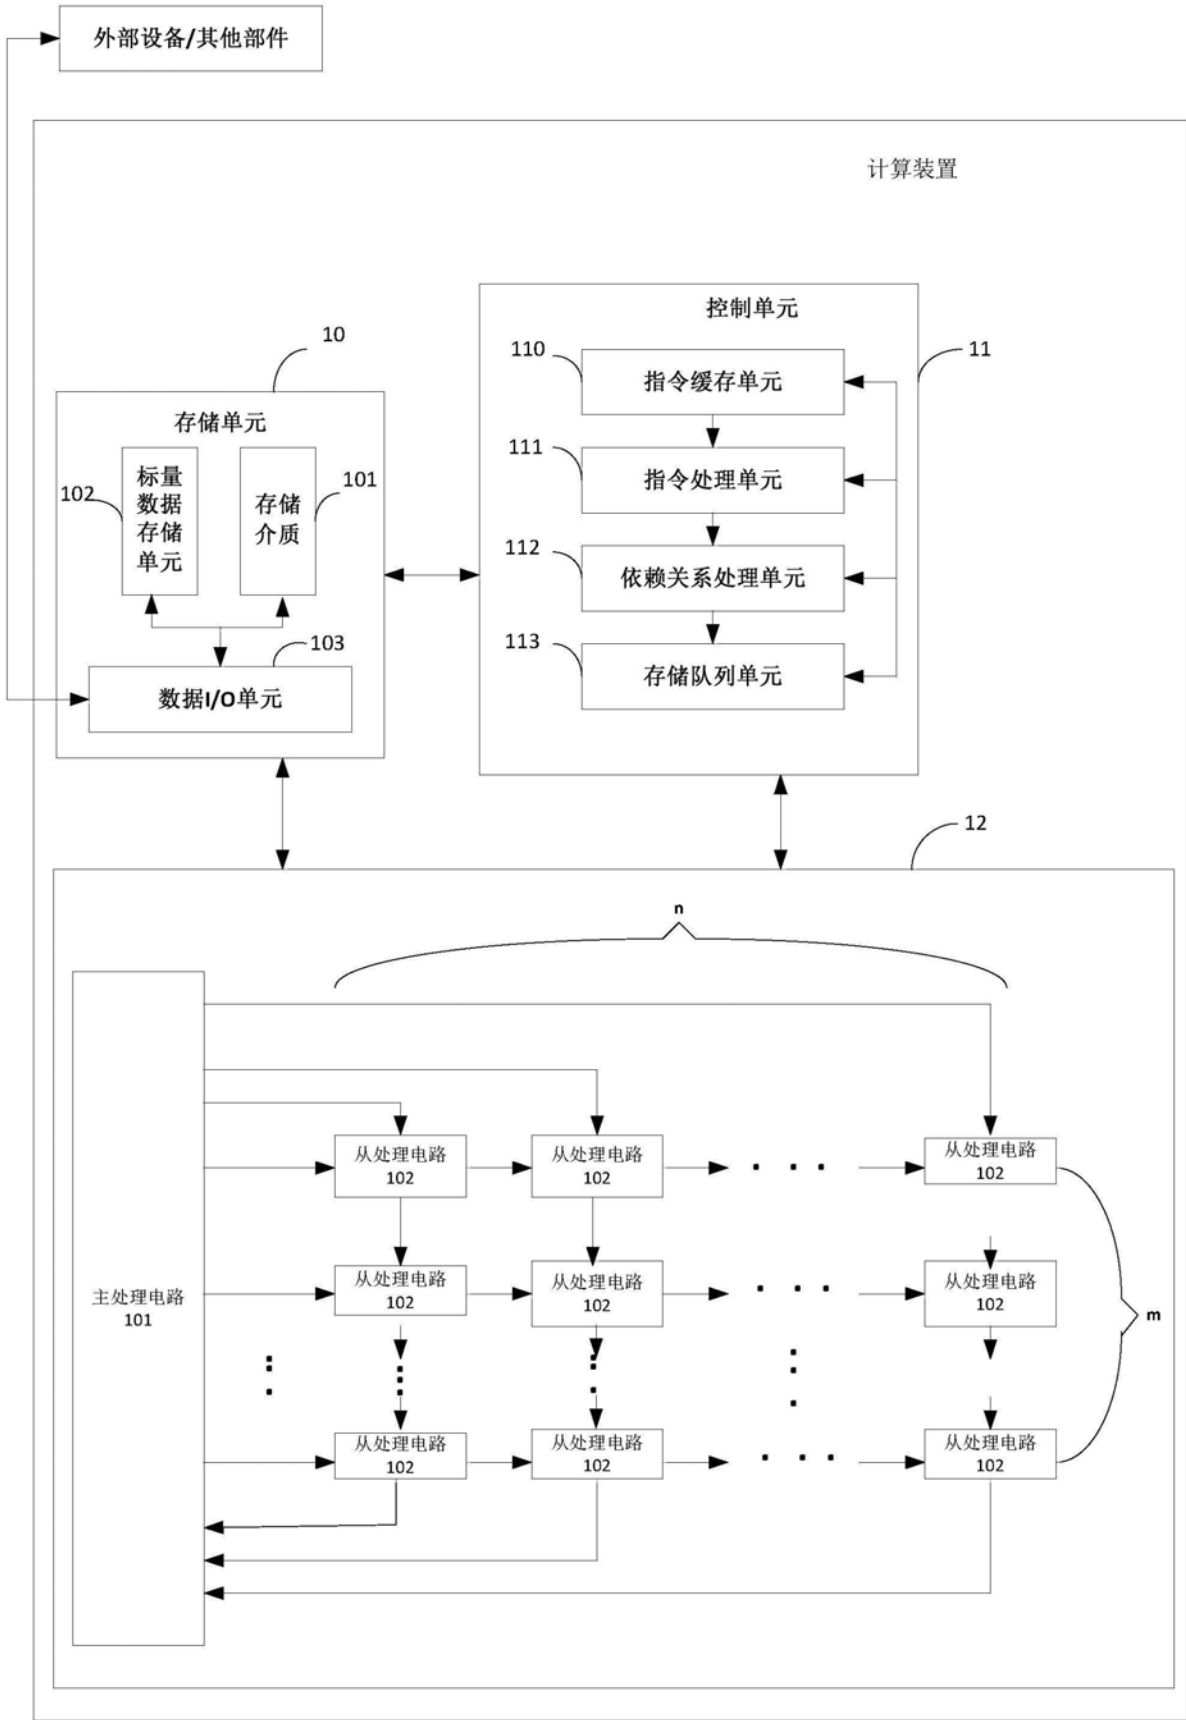 外部设备/其他部件
计算装置
控制单元
10
110
指令缓存单元
11
存储单元
102
标量
数据
存储
单元
存储
介质
101
111
指令处理单元
112
依赖关系处理单元
103
113
存储队列单元
数据I/O单元
12
n
从处理电路
102
从处理电路
102
从处理电路
102
主处理电路
101
从处理电路
102
从处理电路
102
从处理电路
102
m
从处理电路
102
从处理电路
102
从处理电路
102